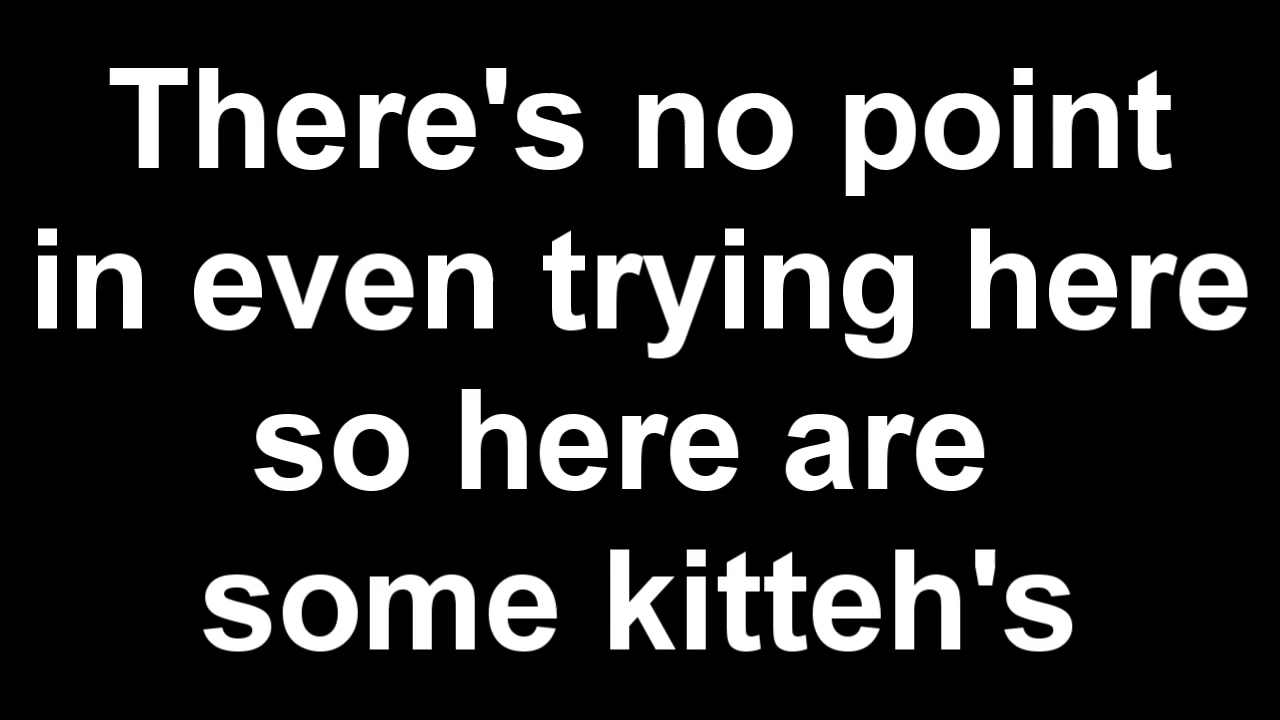 There's no point
in even trying here
so here are
some kitteh's